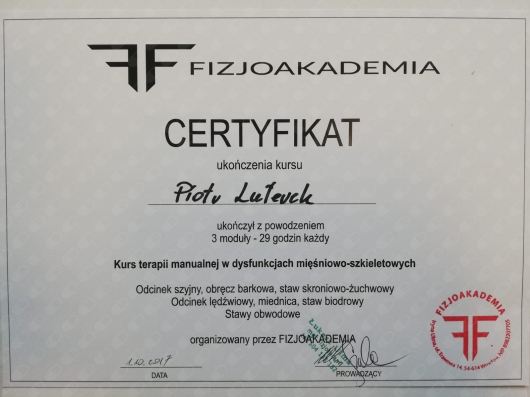 FIZJOAKADEMIA
CERTYFIKAT
ukończenia kursu
Piotr
ukończył z powodzeniem
3 moduły - 29 godzin każdy
Kurs terapii manualnej w dysfunkcjach mięśniowo-szkieletowych
Odcinek szyjny, obręcz barkowa, staw skroniowo-żuchwowy
Odcinek lędźwiowy, miednica, staw biodrowy
Stawy obwodowe
organizowany przez FIZJOAKADEMIA
1.10.2017
DATA
PROWADZĄCY
FIZJOAKADEMIA